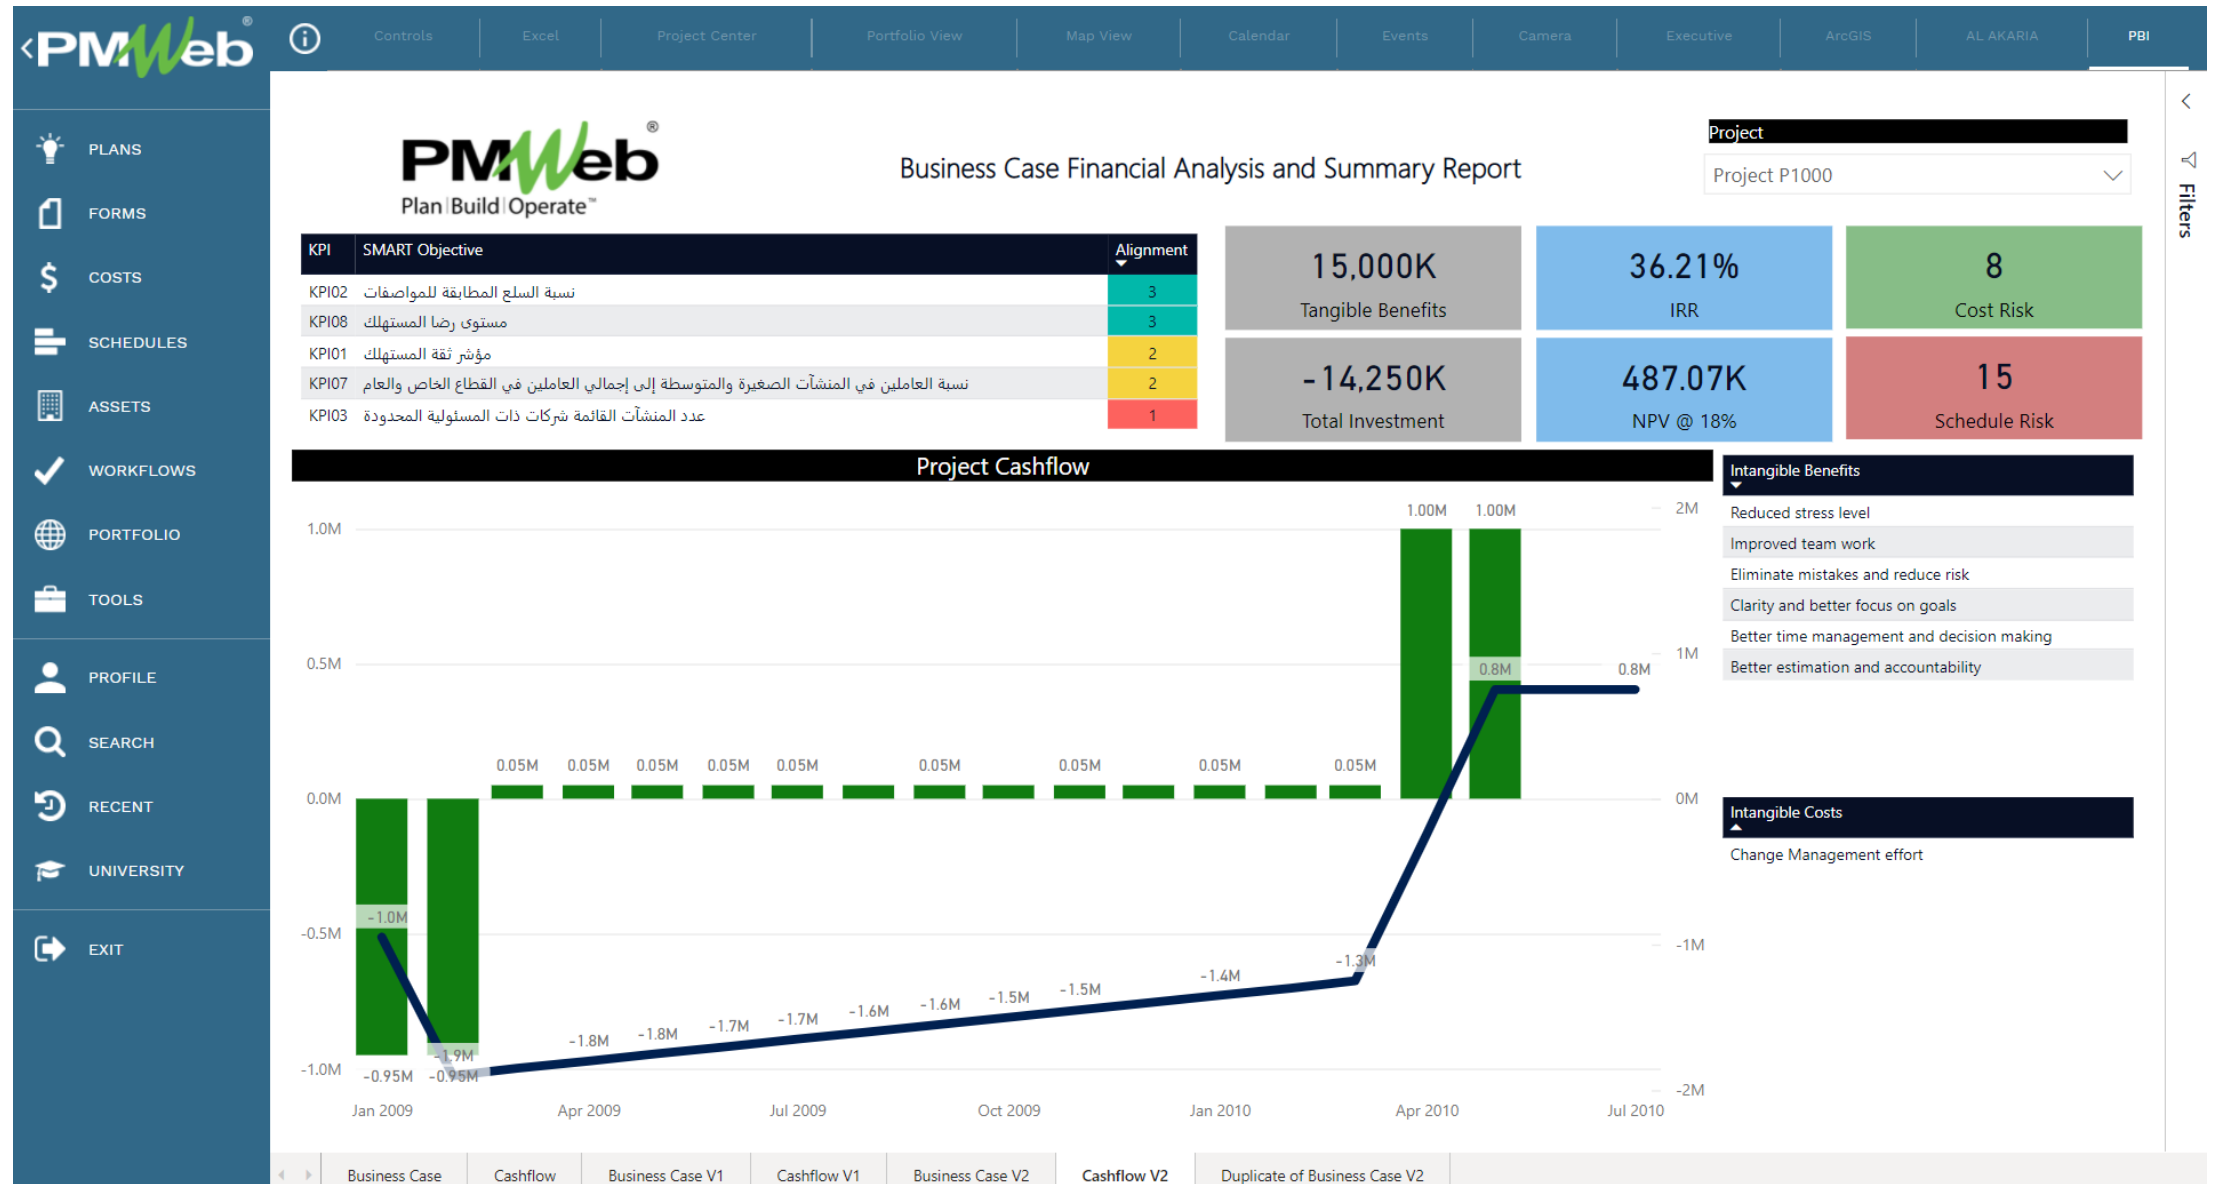 PMWeb®
Controls Excel Project Center Portfolio View Map View Calendar Events Camera Executive ArcGIS AL AKARIA PBI
PLANS
FORMS
COSTS
SCHEDULES
ASSETS
WORKFLOWS
PORTFOLIO
TOOLS
PROFILE
SEARCH
RECENT
UNIVERSITY
EXIT
PMWeb®
Plan|Build|Operate™
Business Case Financial Analysis and Summary Report
Project
Project P1000
Filters
KPI SMART Objective Alignment
KPI02 نسبة السلع المطابقة للمواصفات 3
KPI08 مستوى رضا المستهلك 3
KPI01 مؤشر ثقة المستهلك 2
KPI07 نسبة العاملين في المنشآت الصغيرة والمتوسطة إلى إجمالي العاملين في القطاع الخاص والعام 2
KPI03 عدد المنشآت القائمة شركات ذات المسئولية المحدودة 1
15,000K
Tangible Benefits
36.21%
IRR
8
Cost Risk
-14,250K
Total Investment
487.07K
NPV @ 18%
15
Schedule Risk
Project Cashflow
1.00M 1.00M
1.0M
2M
0.5M
0.8M 0.8M
1M
0.05M 0.05M 0.05M 0.05M 0.05M 0.05M 0.05M 0.05M 0.05M
0.0M
0M
-1.0M
-0.5M
-1M
-1.9M -1.8M -1.8M -1.7M -1.7M -1.6M -1.6M -1.5M -1.5M -1.4M -1.3M
-1.0M
-0.95M -0.95M
-2M
Jan 2009 Apr 2009 Jul 2009 Oct 2009 Jan 2010 Apr 2010 Jul 2010
Intangible Benefits
Reduced stress level
Improved team work
Eliminate mistakes and reduce risk
Clarity and better focus on goals
Better time management and decision making
Better estimation and accountability
Intangible Costs
Change Management effort
Business Case Cashflow Business Case V1 Cashflow V1 Business Case V2 Cashflow V2 Duplicate of Business Case V2